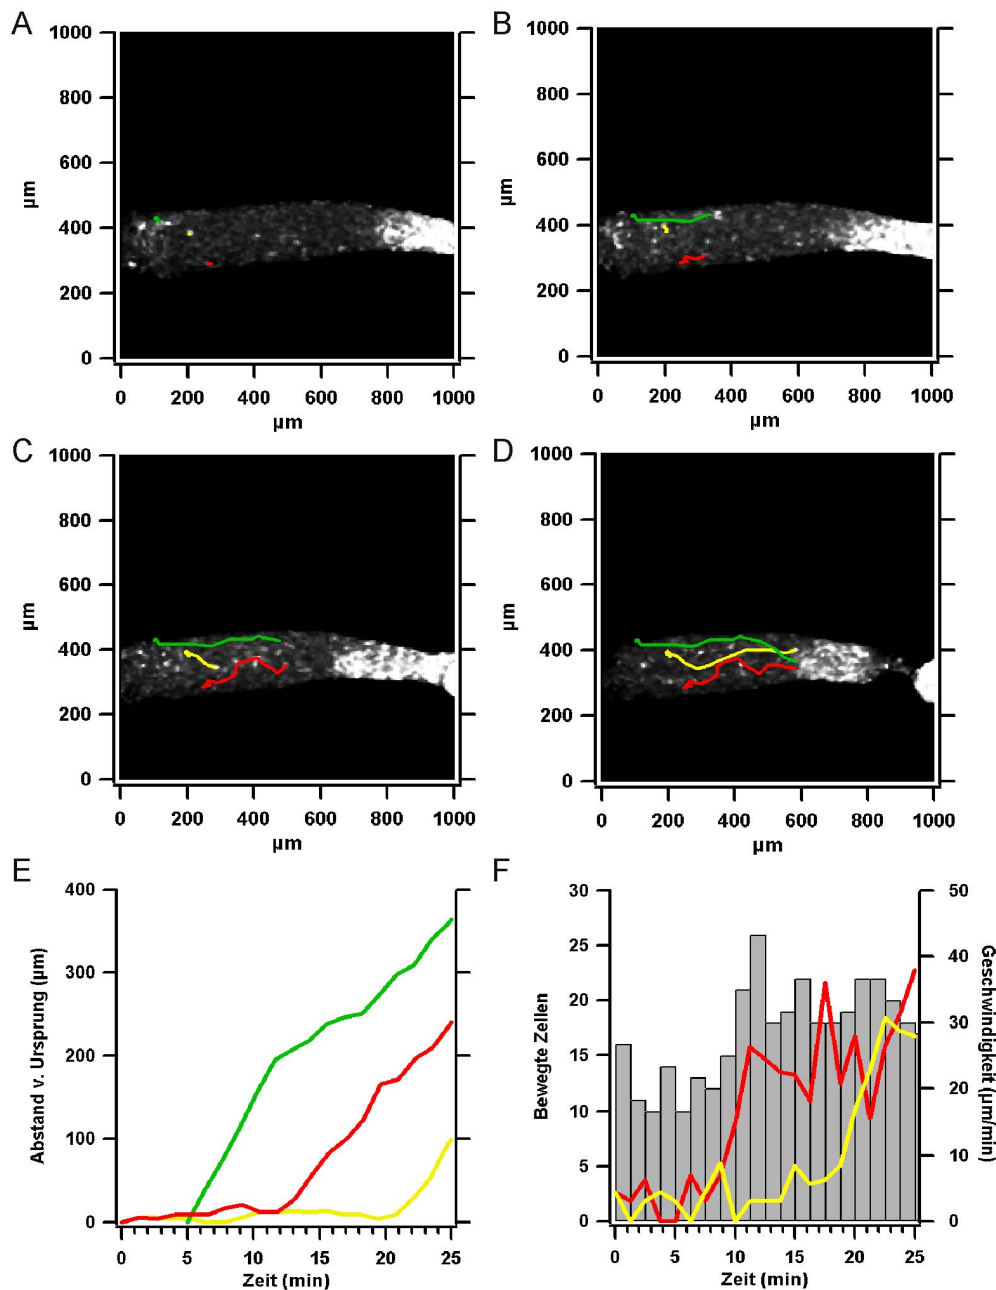 A
1000
800
600
400
200
0
µm
0 200 400 600 800 1000
µm
B
1000
800
600
400
200
0
µm
0 200 400 600 800 1000
µm
C
1000
800
600
400
200
0
µm
0 200 400 600 800 1000
µm
D
1000
800
600
400
200
0
µm
0 200 400 600 800 1000
µm
E
400
300
200
100
0
Abstand v. Ursprung (µm)
0 5 10 15 20 25
Zeit (min)
F
30
25
20
15
10
5
0
Bewegte Zellen
50
40
30
20
10
0
Geschwindigkeit (µm/min)
0 5 10 15 20 25
Zeit (min)